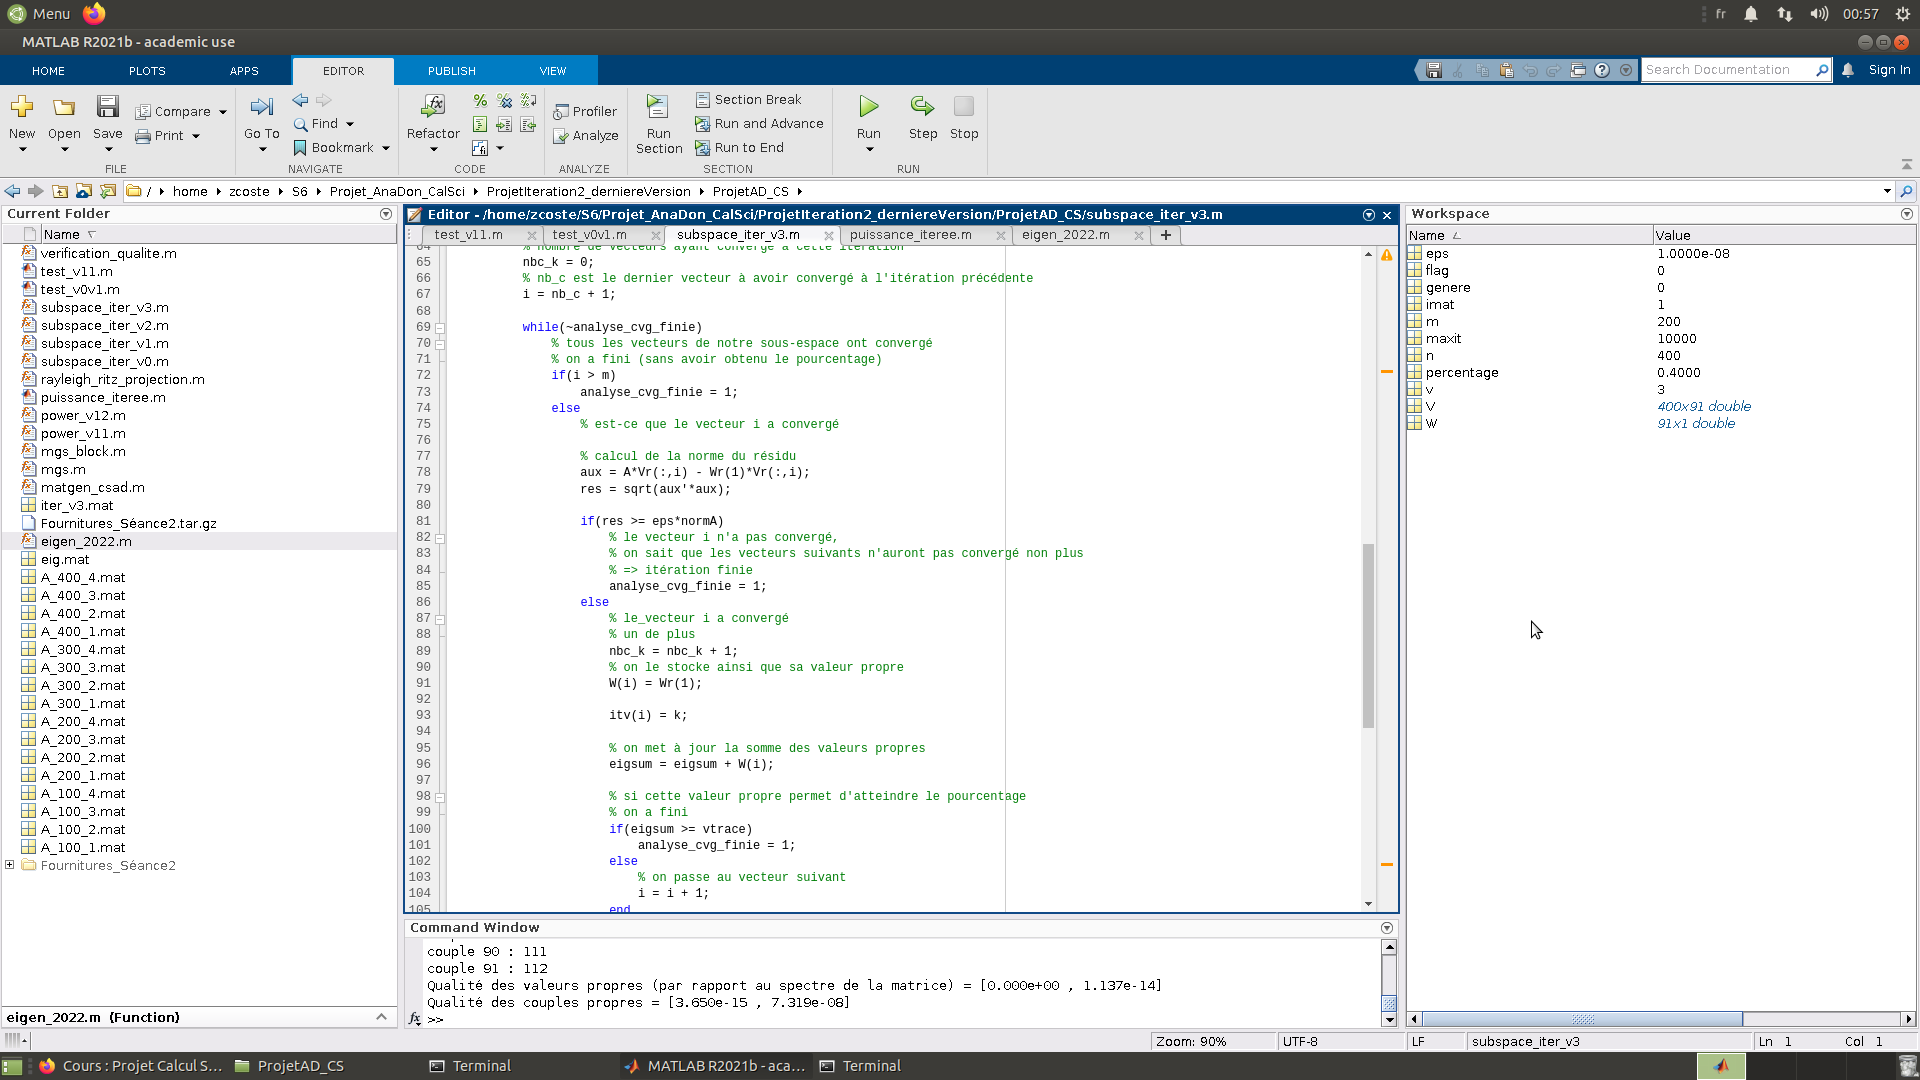 Menu
fr
00:57
MATLAB R2021b - academic use
HOME
PLOTS
APPS
EDITOR
PUBLISH
VIEW
Search Documentation
Sign In
New
Open
Save
Compare
Print
Go To
Find
Bookmark
Refactor
Profiler
Analyze
Run Section
Section Break
Run and Advance
Run to End
Run
Step
Stop
FILE
NAVIGATE
CODE
ANALYZE
SECTION
RUN
/ home S6 zcoste Projet_AnaDon_CalSci ProjetIteration2_derniereVersion ProjetAD_CS
Current Folder
Name
verification_qualite.m
test_v11.m
test_v0v1.m
subspace_iter_v3.m
subspace_iter_v2.m
subspace_iter_v1.m
subspace_iter_v0.m
rayleigh_ritz_projection.m
puissance_iteree.m
power_v12.m
power_v11.m
mgs_block.m
mgs.m
matgen_csad.m
iter_v3.mat
Fournitures_Séance2.tar.gz
eigen_2022.m
eig.mat
A_400_4.mat
A_400_3.mat
A_400_2.mat
A_400_1.mat
A_300_4.mat
A_300_3.mat
A_300_2.mat
A_300_1.mat
A_200_4.mat
A_200_3.mat
A_200_2.mat
A_200_1.mat
A_100_4.mat
A_100_3.mat
A_100_2.mat
A_100_1.mat
Fournitures_Séance2
eigen_2022.m (Function)
Editor - /home/zcoste/S6/Projet_AnaDon_CalSci/ProjetIteration2_derniereVersion/ProjetAD_CS/subspace_iter_v3.m
test_v11.m
test_v0v1.m
subspace_iter_v3.m
puissance_iteree.m
eigen_2022.m
64 % nombre de vecteurs ayant convergé à cette itération
65 nbc_k = 0;
66 % nb_c est le dernier vecteur à avoir convergé à l'itération précédente
67 i = nb_c + 1;
68
69 while(~analyse_cvg_finie)
70 % tous les vecteurs de notre sous-espace ont convergé
71 % on a fini (sans avoir obtenu le pourcentage)
72 if(i > m)
73 analyse_cvg_finie = 1;
74 else
75 % est-ce que le vecteur i a convergé
76
77 % calcul de la norme du résidu
78 aux = A*Vr(:,i) - Wr(1)*Vr(:,i);
79 res = sqrt(aux'*aux);
80
81 if(res >= eps*normA)
82 % le vecteur i n'a pas convergé,
83 % on sait que les vecteurs suivants n'auront pas convergé non plus
84 % => itération finie
85 analyse_cvg_finie = 1;
86 else
87 % le_vecteur i a convergé
88 % un de plus
89 nbc_k = nbc_k + 1;
90 % on le stocke ainsi que sa valeur propre
91 W(i) = Wr(1);
92
93 itv(i) = k;
94
95 % on met à jour la somme des valeurs propres
96 eigsum = eigsum + W(i);
97
98 % si cette valeur propre permet d'atteindre le pourcentage
99 % on a fini
100 if(eigsum >= vtrace)
101 analyse_cvg_finie = 1;
102 else
103 % on passe au vecteur suivant
104 i = i + 1;
105 end
Command Window
couple 90 : 111
couple 91 : 112
Qualité des valeurs propres (par rapport au spectre de la matrice) = [0.000e+00 , 1.137e-14]
Qualité des couples propres = [3.650e-15 , 7.319e-08]
fx >>
Workspace
Name Value
eps 1.0000e-08
flag 0
genere 0
imat 1
m 200
maxit 10000
n 400
percentage 0.4000
v 3
V 400x91 double
W 91x1 double
Zoom: 90%
UTF-8
LF
subspace_iter_v3
Ln 1
Col 1
Cours : Projet Calcul S...
ProjetAD_CS
Terminal
MATLAB R2021b - aca...
Terminal